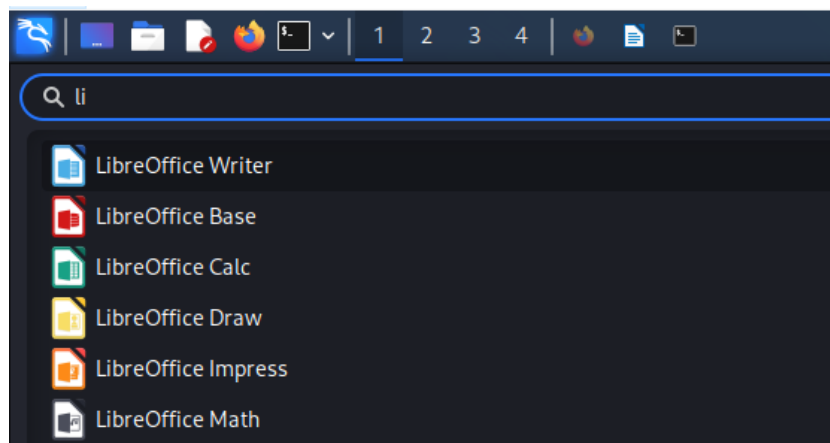 1 2 3 4
li
LibreOffice Writer
LibreOffice Base
LibreOffice Calc
LibreOffice Draw
LibreOffice Impress
LibreOffice Math